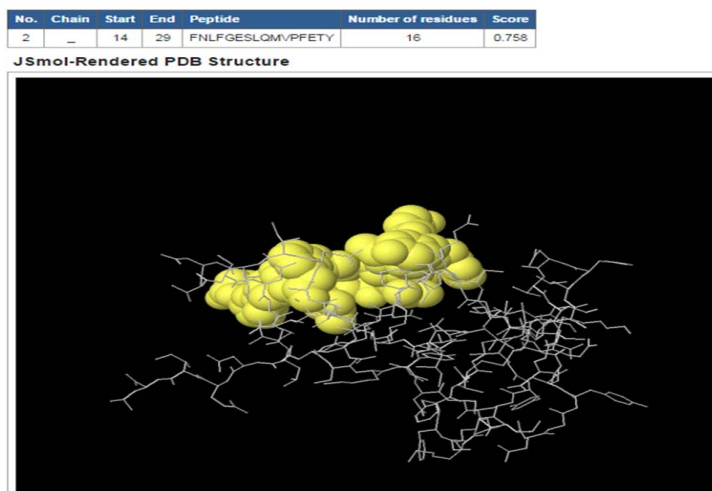 No. Chain Start End Peptide Number of residues Score
2 _ 14 29 FNLFGESLQMVPFETY 16 0.758
JSmol-Rendered PDB Structure